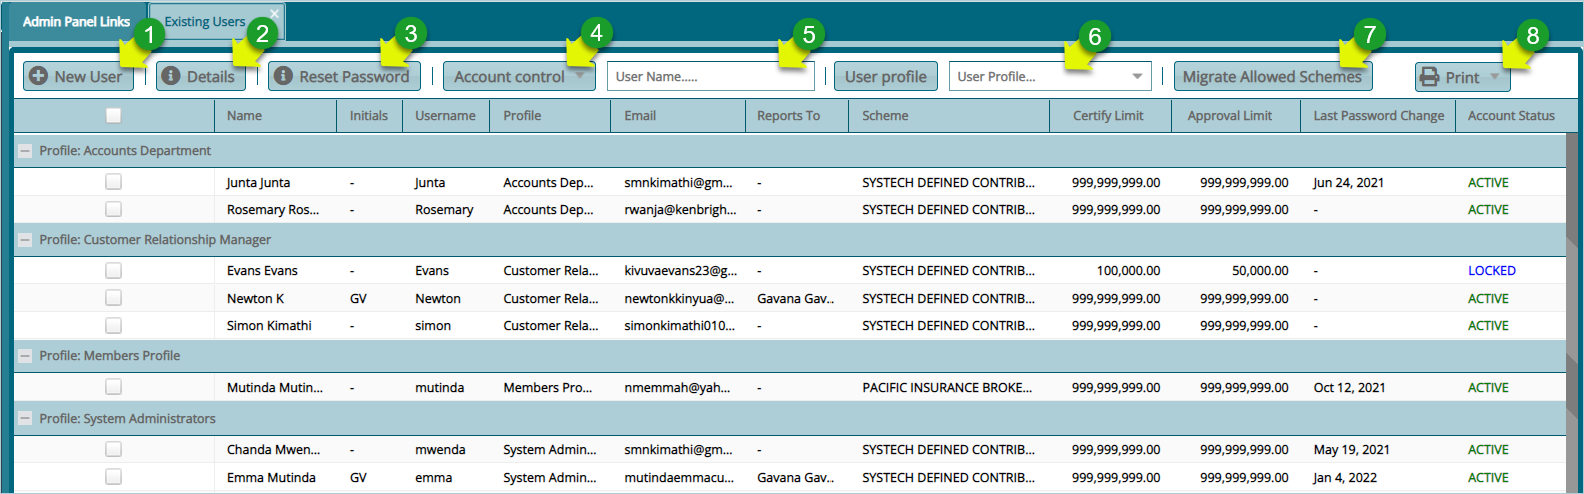 Admin Panel Links Existing Users
1 2 3 4 5 6 7 8
New User Details Reset Password Account control User Name..... User profile User Profile... Migrate Allowed Schemes Print
Name Initials Username Profile Email Reports To Scheme Certify Limit Approval Limit Last Password Change Account Status
Profile: Accounts Department
Junta Junta - Junta Accounts Dep... smnkimathi@gm... - SYSTECH DEFINED CONTRIB... 999,999,999.00 999,999,999.00 Jun 24, 2021 ACTIVE
Rosemary Ros... - Rosemary Accounts Dep... rwanja@kenbrigh... - SYSTECH DEFINED CONTRIB... 999,999,999.00 999,999,999.00 - ACTIVE
Profile: Customer Relationship Manager
Evans Evans - Evans Customer Rela... kivuvaevans23@g... - SYSTECH DEFINED CONTRIB... 100,000.00 50,000.00 - LOCKED
Newton K GV Newton Customer Rela... newtonkkinyua@... Gavana Gav.. SYSTECH DEFINED CONTRIB... 999,999,999.00 999,999,999.00 - ACTIVE
Simon Kimathi - simon Customer Rela... simonkimathi010... - SYSTECH DEFINED CONTRIB... 999,999,999.00 999,999,999.00 - ACTIVE
Profile: Members Profile
Mutinda Mutin... - mutinda Members Pro... nmemmah@yah... - PACIFIC INSURANCE BROKE... 999,999,999.00 999,999,999.00 Oct 12, 2021 ACTIVE
Profile: System Administrators
Chanda Mwen... - mwenda System Admin... smnkimathi@gm... - SYSTECH DEFINED CONTRIB... 999,999,999.00 999,999,999.00 May 19, 2021 ACTIVE
Emma Mutinda GV emma System Admin... mutindaemmacu... Gavana Gav.. SYSTECH DEFINED CONTRIB... 999,999,999.00 999,999,999.00 Jan 4, 2022 ACTIVE